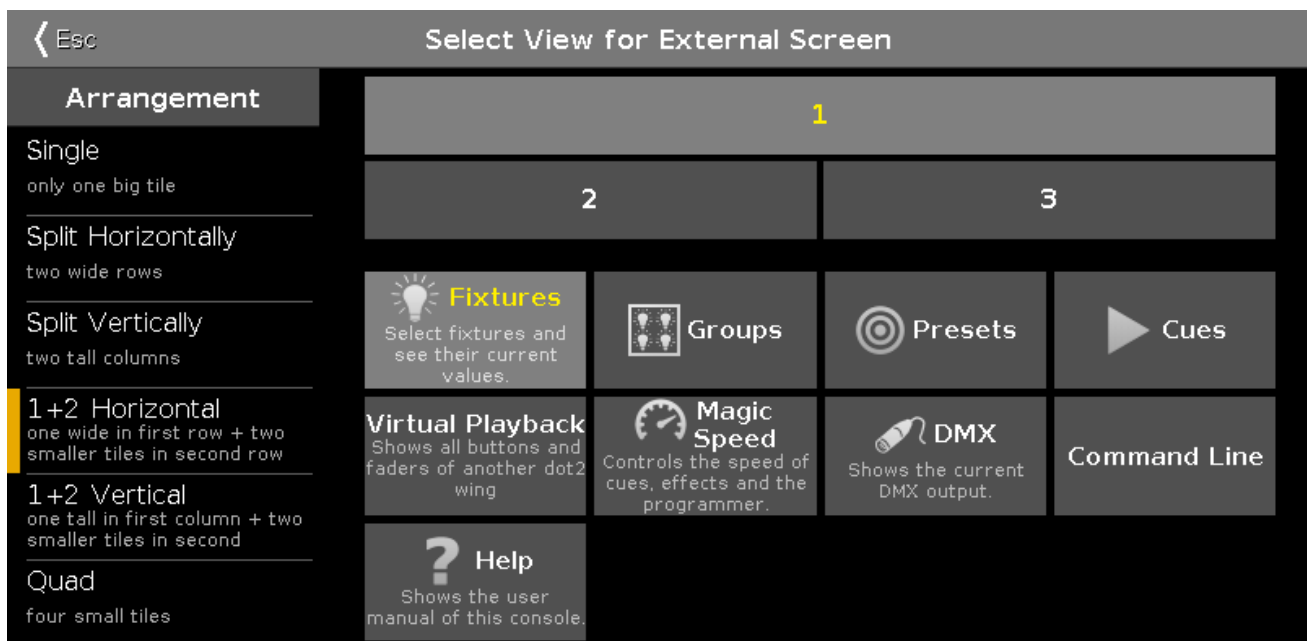 Esc
Select View for External Screen
Arrangement
Single
only one big tile
Split Horizontally
two wide rows
Split Vertically
two tall columns
1+2 Horizontal
one wide in first row + two
smaller tiles in second row
1+2 Vertical
one tall in first column + two
smaller tiles in second
Quad
four small tiles
1
2
3
Fixtures
Select fixtures and
see their current
values.
Groups
Presets
Cues
Virtual Playback
Shows all buttons and
faders of another dot2
wing
Magic
Speed
Controls the speed of
cues, effects and the
programmer.
DMX
Shows the current
DMX output.
Command Line
Help
Shows the user
manual of this console.